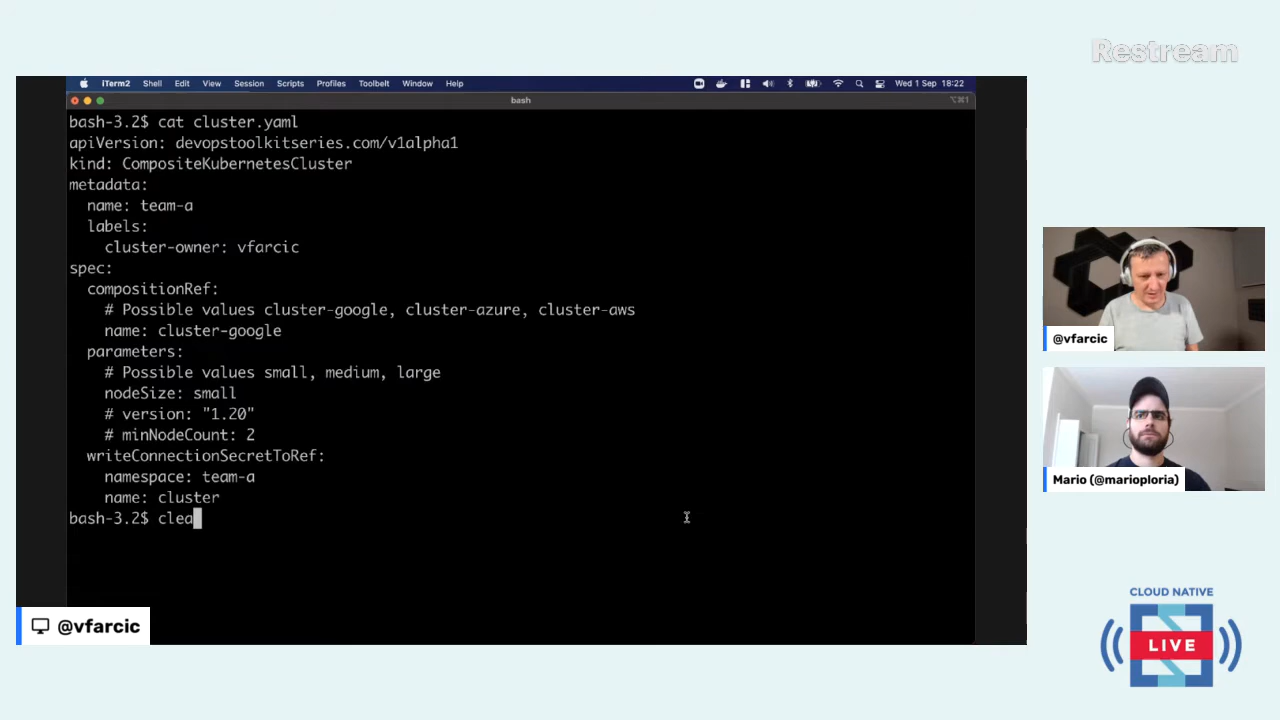 Restream
iTerm2 Shell Edit View Session Scripts Profiles Toolbelt Window Help Wed 1 Sep 18:22
bash ⌥⌘1
bash-3.2$ cat cluster.yaml
apiVersion: devopstoolkitseries.com/v1alpha1
kind: CompositeKubernetesCluster
metadata:
  name: team-a
  labels:
    cluster-owner: vfarcic
spec:
  compositionRef:
    # Possible values cluster-google, cluster-azure, cluster-aws
    name: cluster-google
  parameters:
    # Possible values small, medium, large
    nodeSize: small
    # version: "1.20"
    # minNodeCount: 2
  writeConnectionSecretToRef:
    namespace: team-a
    name: cluster
bash-3.2$ clea
@vfarcic
@vfarcic
Mario (@marioploria)
CLOUD NATIVE
LIVE